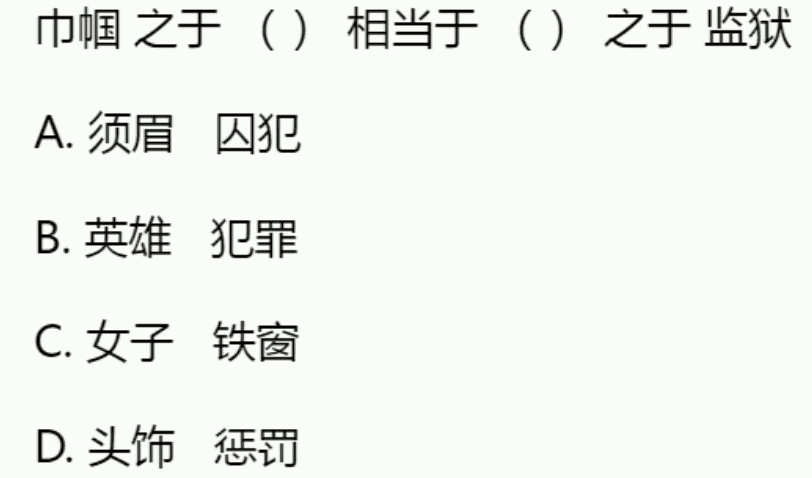 巾帼 之于 （ ） 相当于 （ ） 之于 监狱
A. 须眉 囚犯
B. 英雄 犯罪
C. 女子 铁窗
D. 头饰 惩罚